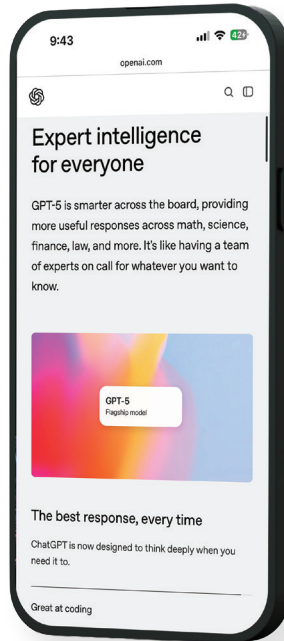 9:43
42
openai.com
Expert intelligence
for everyone
GPT-5 is smarter across the board, providing
more useful responses across math, science,
finance, law, and more. It's like having a team
of experts on call for whatever you want to
know.
GPT-5
Flagship model
The best response, every time
ChatGPT is now designed to think deeply when you
need it to.
Great at coding